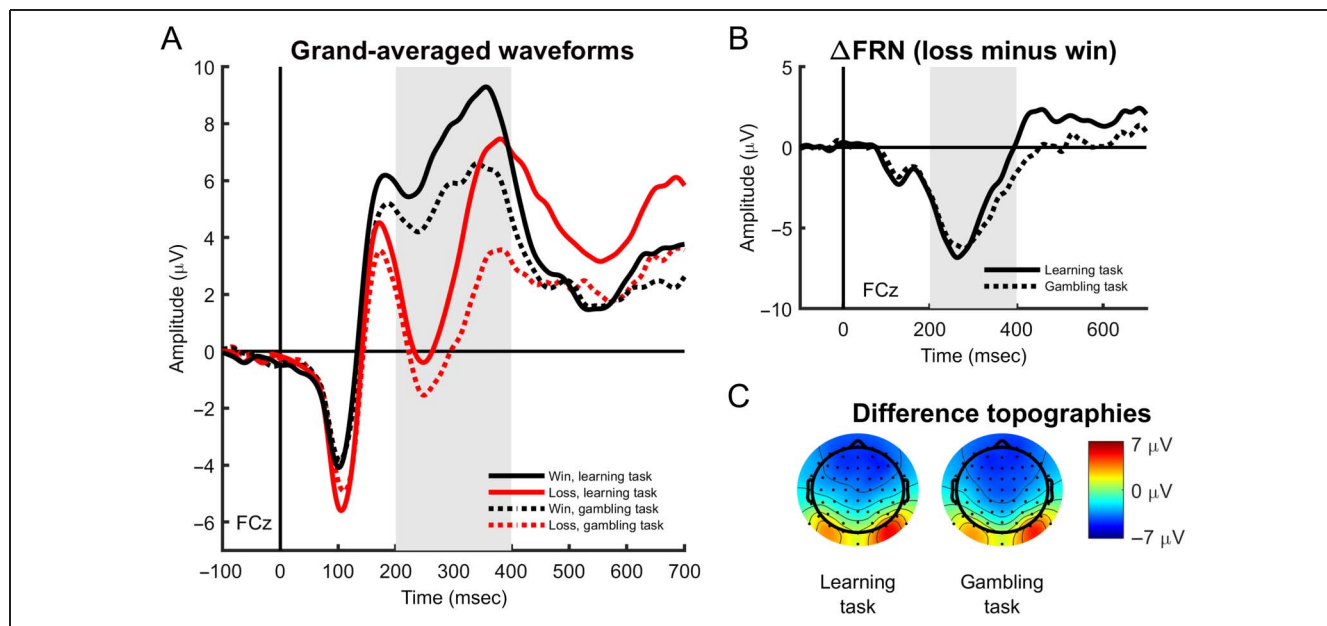 A
Grand-averaged waveforms
10
8
6
4
2
0
−2
−4
−6
Amplitude (μV)
FCz
Win, learning task
Loss, learning task
Win, gambling task
Loss, gambling task
−100 0 100 200 300 400 500 600 700
Time (msec)
B
ΔFRN (loss minus win)
5
0
−5
−10
Amplitude (μV)
FCz
Learning task
Gambling task
0 200 400 600
Time (msec)
C
Difference topographies
7 μV
0 μV
−7 μV
Learning
task
Gambling
task